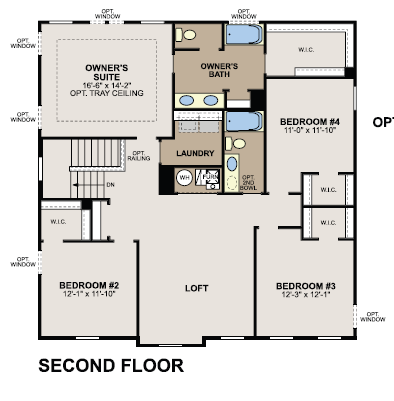 OPT.
WINDOW
OPT.
WINDOW
OPT.
WINDOW
W.I.C.
OWNER'S
SUITE
16'-6" x 14'-2"
OPT. TRAY CEILING
OWNER'S
BATH
OPT.
WINDOW
BEDROOM #4
11'-0" x 11'-10"
OPT
OPT.
RAILING
LAUNDRY
DN
WH
FURN
OPT.
2ND
BOWL
W.I.C.
W.I.C.
W.I.C.
OPT.
WINDOW
BEDROOM #2
12'-1" x 11'-10"
LOFT
BEDROOM #3
12'-3" x 12'-1"
OPT.
WINDOW
SECOND FLOOR